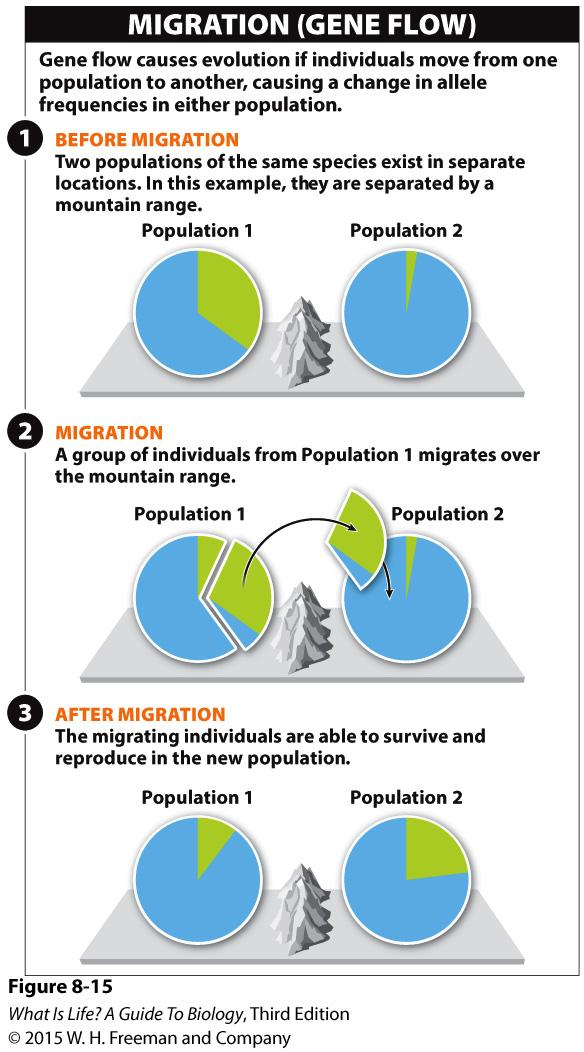 MIGRATION (GENE FLOW)
Gene flow causes evolution if individuals move from one
population to another, causing a change in allele
frequencies in either population.
1 BEFORE MIGRATION
Two populations of the same species exist in separate
locations. In this example, they are separated by a
mountain range.
Population 1 Population 2
2 MIGRATION
A group of individuals from Population 1 migrates over
the mountain range.
Population 1 Population 2
3 AFTER MIGRATION
The migrating individuals are able to survive and
reproduce in the new population.
Population 1 Population 2
Figure 8-15
What Is Life? A Guide To Biology, Third Edition
© 2015 W. H. Freeman and Company